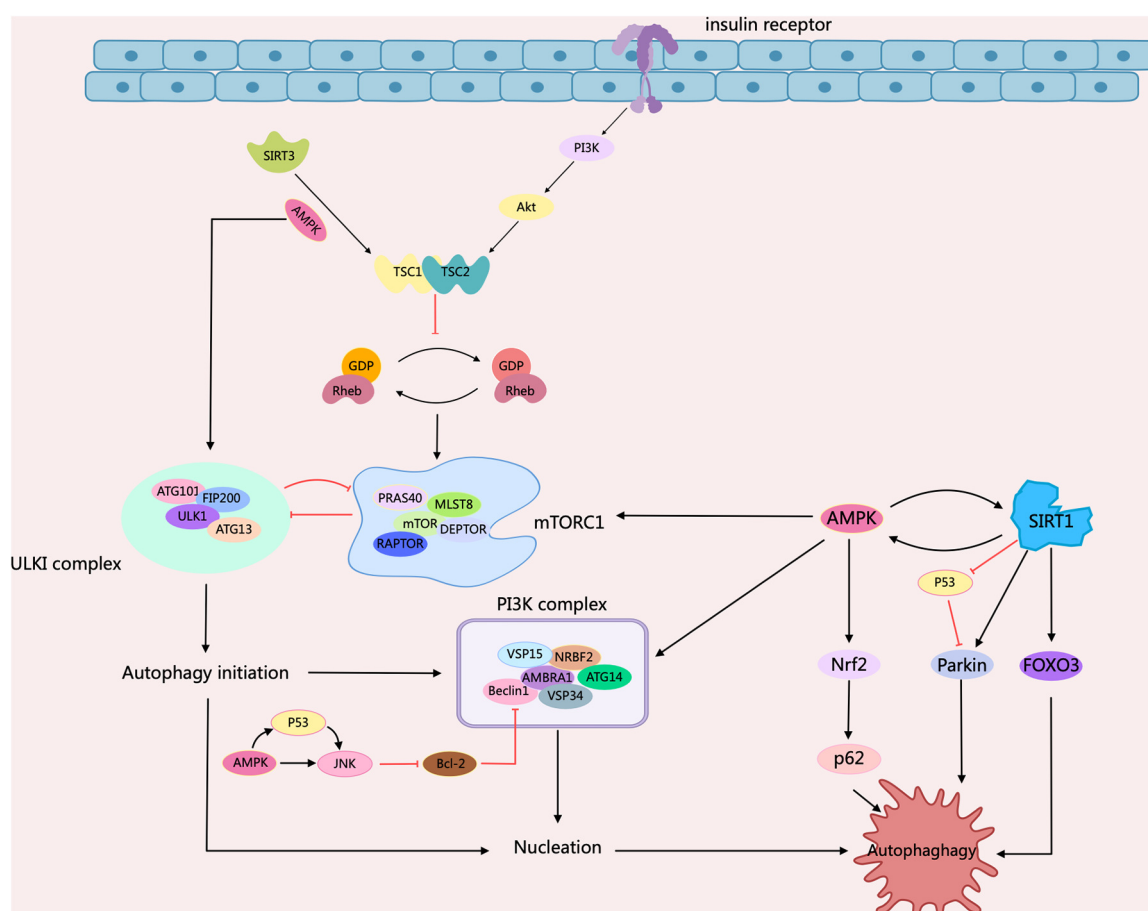 insulin receptor
SIRT3
PI3K
AMPK
Akt
TSC1
TSC2
GDP
GDP
Rheb
Rheb
ATG101
FIP200
ULK1
ATG13
PRAS40
MLST8
mTOR
DEPTOR
RAPTOR
mTORC1
AMPK
SIRT1
ULKI complex
P53
PI3K complex
VSP15
NRBF2
AMBRA1
ATG14
Beclin1
VSP34
Autophagy initiation
Nrf2
Parkin
FOXO3
P53
AMPK
JNK
Bcl-2
p62
Nucleation
Autophaghagy